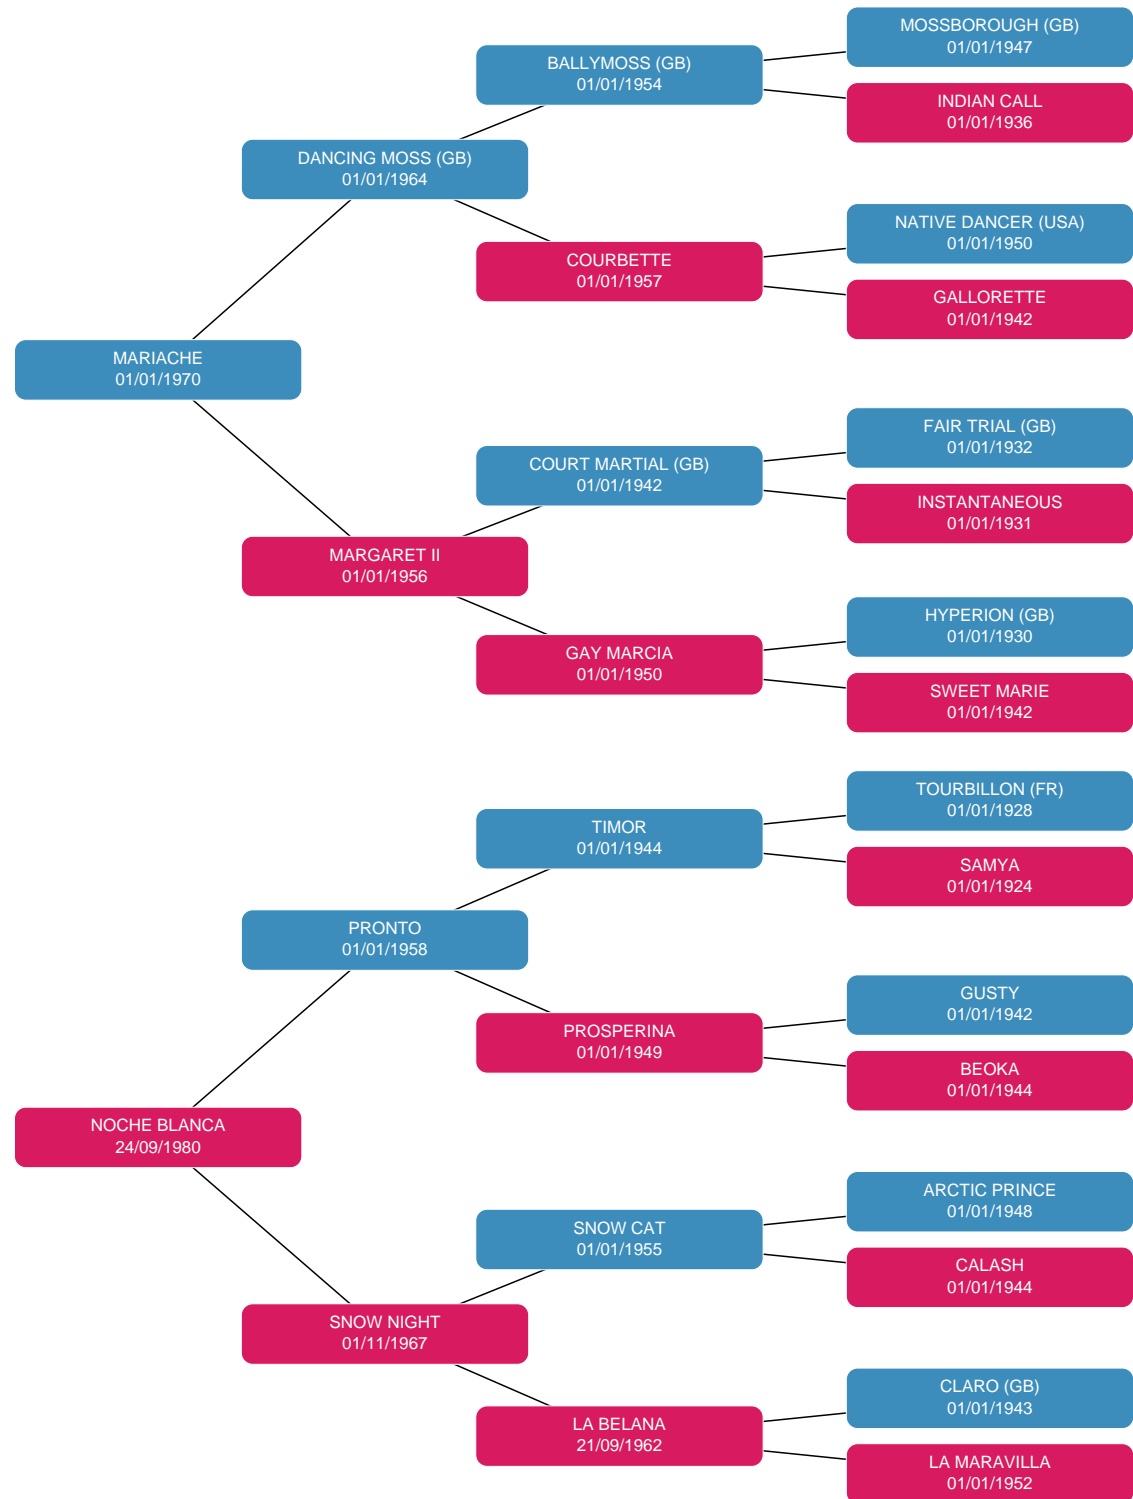 MOSSBOROUGH (GB)
01/01/1947
BALLYMOSS (GB)
01/01/1954
INDIAN CALL
01/01/1936
DANCING MOSS (GB)
01/01/1964
NATIVE DANCER (USA)
01/01/1950
COURBETTE
01/01/1957
GALLORETTE
01/01/1942
MARIACHE
01/01/1970
FAIR TRIAL (GB)
01/01/1932
COURT MARTIAL (GB)
01/01/1942
INSTANTANEOUS
01/01/1931
MARGARET II
01/01/1956
HYPERION (GB)
01/01/1930
GAY MARCIA
01/01/1950
SWEET MARIE
01/01/1942
TOURBILLON (FR)
01/01/1928
TIMOR
01/01/1944
SAMYA
01/01/1924
PRONTO
01/01/1958
GUSTY
01/01/1942
PROSPERINA
01/01/1949
BEOKA
01/01/1944
NOCHE BLANCA
24/09/1980
ARCTIC PRINCE
01/01/1948
SNOW CAT
01/01/1955
CALASH
01/01/1944
SNOW NIGHT
01/11/1967
CLARO (GB)
01/01/1943
LA BELANA
21/09/1962
LA MARAVILLA
01/01/1952